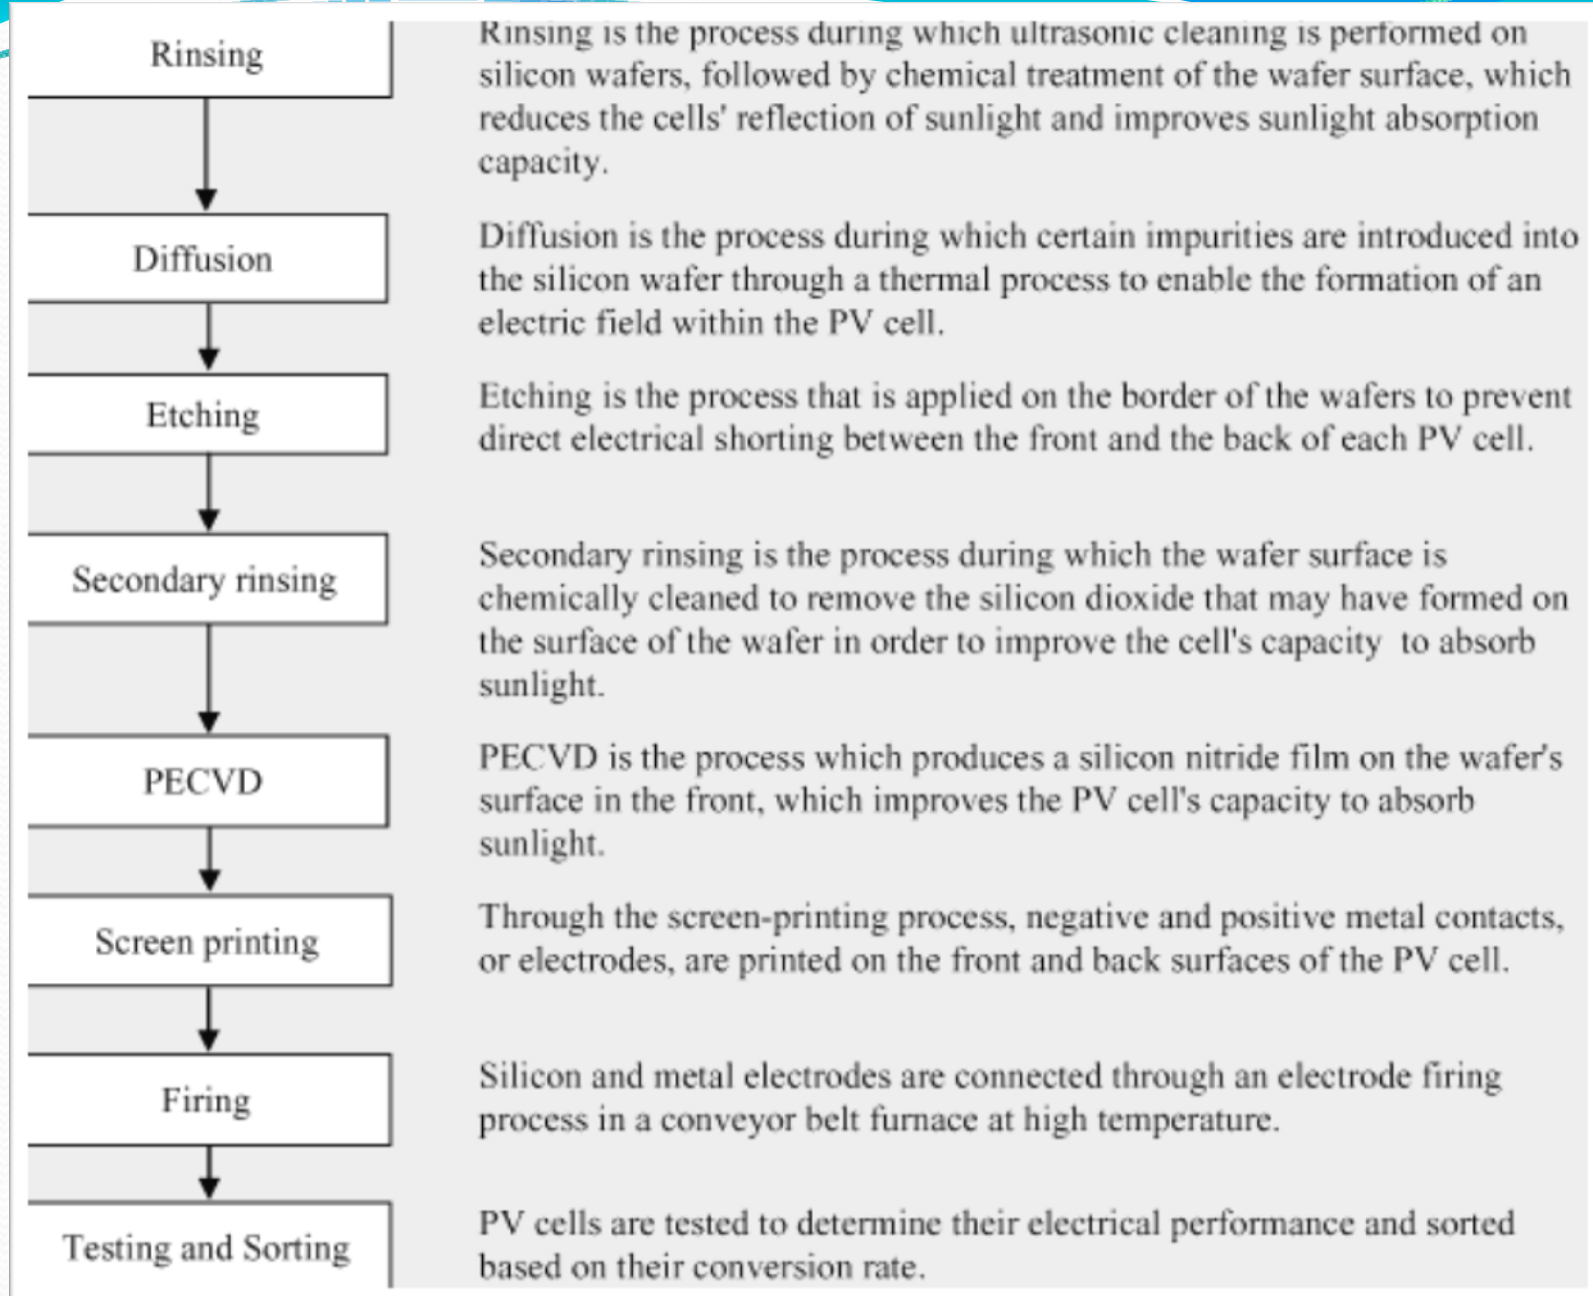 Rinsing
Rinsing is the process during which ultrasonic cleaning is performed on
silicon wafers, followed by chemical treatment of the wafer surface, which
reduces the cells' reflection of sunlight and improves sunlight absorption
capacity.
Diffusion
Diffusion is the process during which certain impurities are introduced into
the silicon wafer through a thermal process to enable the formation of an
electric field within the PV cell.
Etching
Etching is the process that is applied on the border of the wafers to prevent
direct electrical shorting between the front and the back of each PV cell.
Secondary rinsing
Secondary rinsing is the process during which the wafer surface is
chemically cleaned to remove the silicon dioxide that may have formed on
the surface of the wafer in order to improve the cell's capacity to absorb
sunlight.
PECVD
PECVD is the process which produces a silicon nitride film on the wafer's
surface in the front, which improves the PV cell's capacity to absorb
sunlight.
Screen printing
Through the screen-printing process, negative and positive metal contacts,
or electrodes, are printed on the front and back surfaces of the PV cell.
Firing
Silicon and metal electrodes are connected through an electrode firing
process in a conveyor belt furnace at high temperature.
Testing and Sorting
PV cells are tested to determine their electrical performance and sorted
based on their conversion rate.